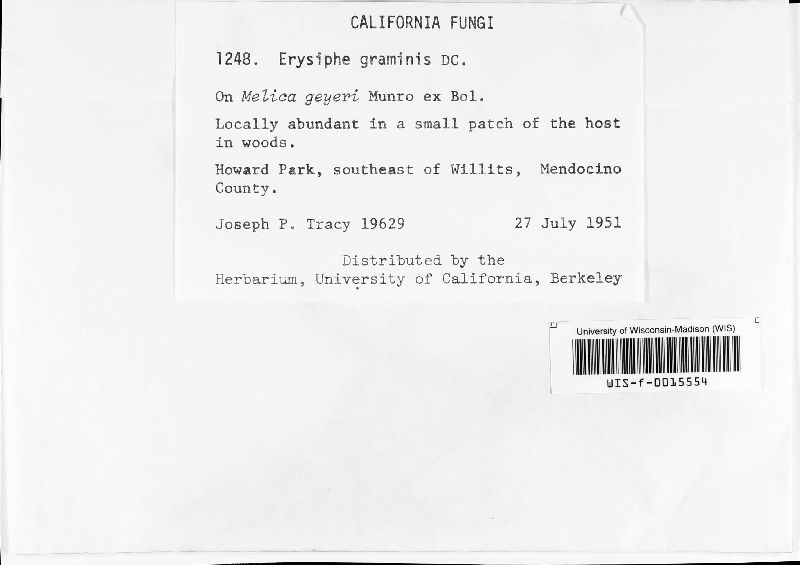 CALIFORNIA FUNGI
1248. Erysiphe graminis DC.
On Melica geyeri Munro ex Bol.
Locally abundant in a small patch of the host
in woods.
Howard Park, southeast of Willits, Mendocino
County.
Joseph P. Tracy 19629 27 July 1951
Distributed by the
Herbarium, University of California, Berkeley
University of Wisconsin-Madison (WIS)
WIS-f-0015554